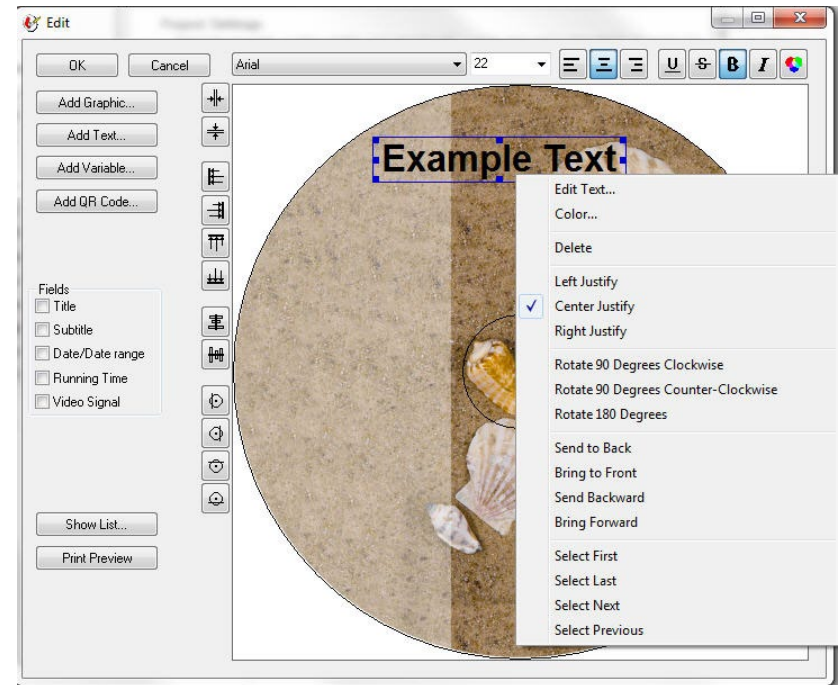 Edit
OK
Cancel
Arial
22
U
S
B
I
Add Graphic...
Add Text...
Add Variable...
Add QR Code...
Example Text
Edit Text...
Color...
Delete
Left Justify
Center Justify
Right Justify
Rotate 90 Degrees Clockwise
Rotate 90 Degrees Counter-Clockwise
Rotate 180 Degrees
Send to Back
Bring to Front
Send Backward
Bring Forward
Select First
Select Last
Select Next
Select Previous
Fields
Title
Subtitle
Date/Date range
Running Time
Video Signal
Show List...
Print Preview